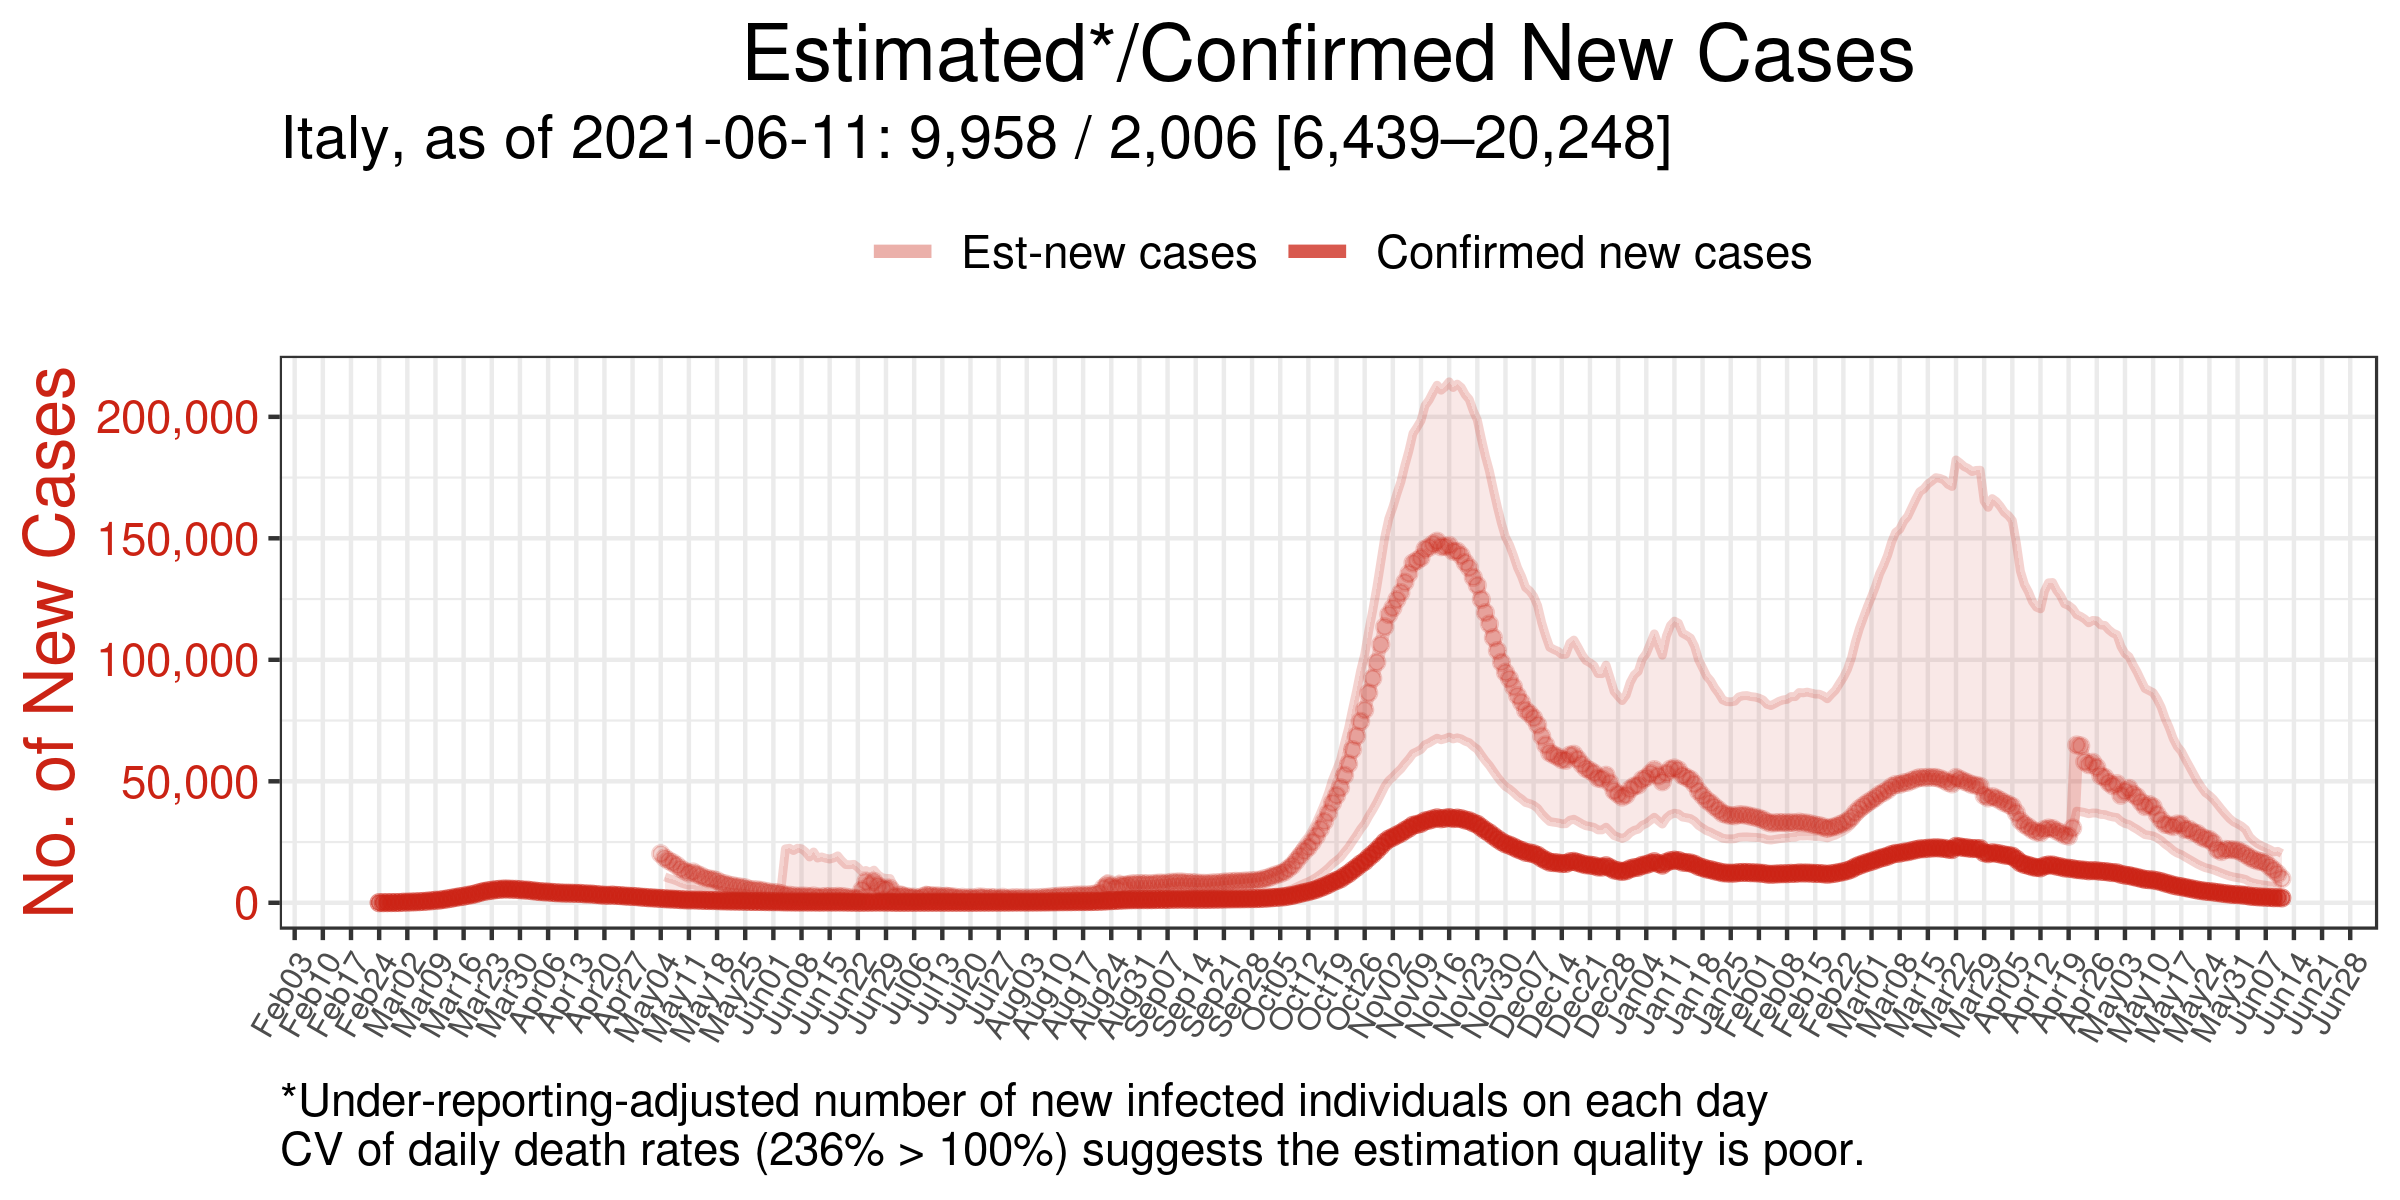 Estimated*/Confirmed New Cases
Italy, as of 2021-06-11: 9,958 / 2,006 [6,439–20,248]
Est-new cases Confirmed new cases
No. of New Cases
200,000
150,000
100,000
50,000
0
Feb03 Feb10 Feb17 Feb24 Mar02 Mar09 Mar16 Mar23 Mar30 Apr06 Apr13 Apr20 Apr27 May04 May11 May18 May25 Jun01 Jun08 Jun15 Jun22 Jun29 Jul06 Jul13 Jul20 Jul27 Aug03 Aug10 Aug17 Aug24 Aug31 Sep07 Sep14 Sep21 Sep28 Oct05 Oct12 Oct19 Oct26 Nov02 Nov09 Nov16 Nov23 Nov30 Dec07 Dec14 Dec21 Dec28 Jan04 Jan11 Jan18 Jan25 Feb01 Feb08 Feb15 Feb22 Mar01 Mar08 Mar15 Mar22 Mar29 Apr05 Apr12 Apr19 Apr26 May03 May10 May17 May24 May31 Jun07 Jun14 Jun21 Jun28
*Under-reporting-adjusted number of new infected individuals on each day
CV of daily death rates (236% > 100%) suggests the estimation quality is poor.